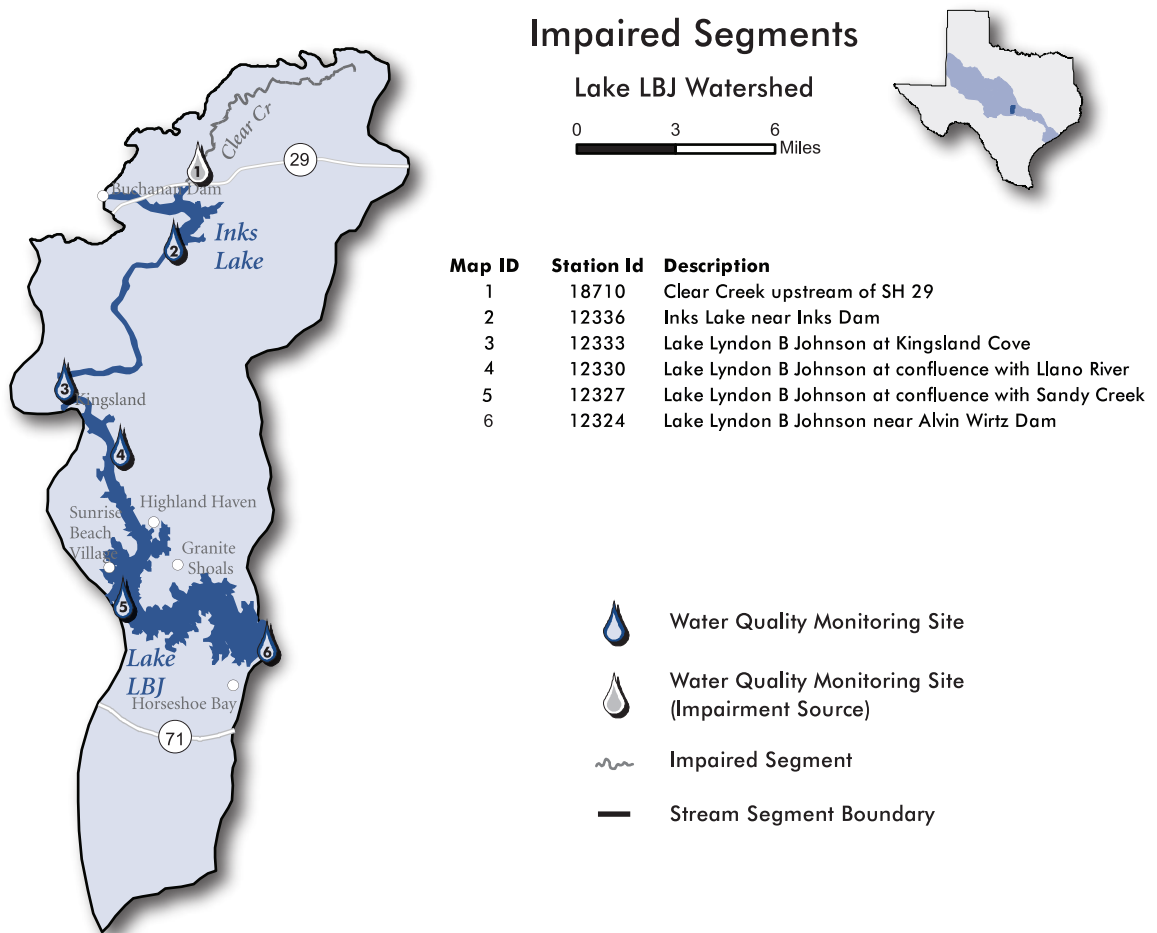 Impaired Segments
Lake LBJ Watershed
0 3 6
Miles
Clear Cr
1
29
Buchanan Dam
Inks
Lake
2
3
Kingsland
4
Highland Haven
Sunrise
Beach
Village
Granite
Shoals
5
6
Lake
LBJ
Horseshoe Bay
71
Map ID Station Id Description
1 18710 Clear Creek upstream of SH 29
2 12336 Inks Lake near Inks Dam
3 12333 Lake Lyndon B Johnson at Kingsland Cove
4 12330 Lake Lyndon B Johnson at confluence with Llano River
5 12327 Lake Lyndon B Johnson at confluence with Sandy Creek
6 12324 Lake Lyndon B Johnson near Alvin Wirtz Dam
Water Quality Monitoring Site
Water Quality Monitoring Site
(Impairment Source)
Impaired Segment
Stream Segment Boundary